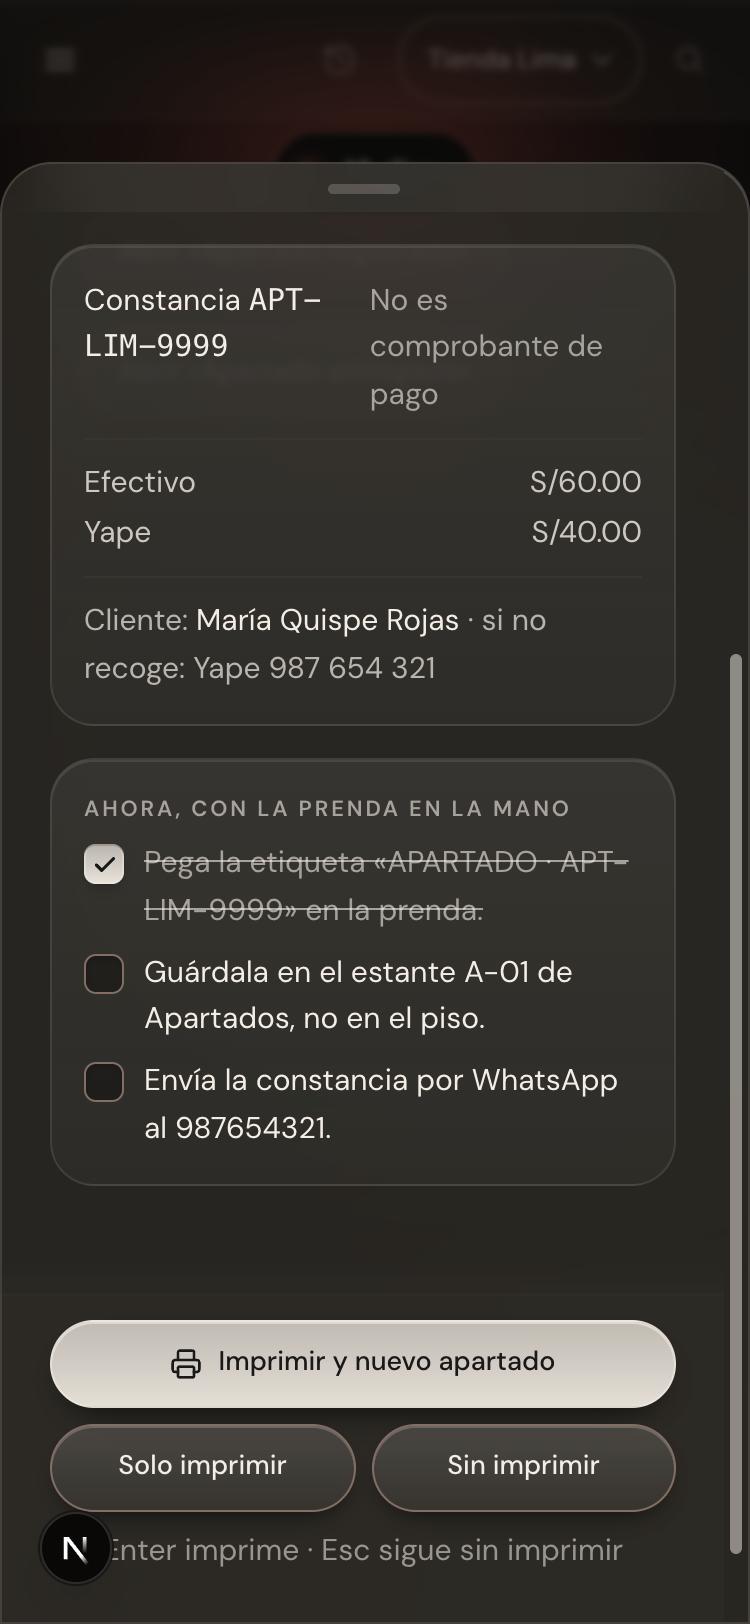 Tienda Lima
Constancia APT-
LIM-9999
No es
comprobante de
pago
Efectivo S/60.00
Yape S/40.00
Cliente: María Quispe Rojas · si no
recoge: Yape 987 654 321
AHORA, CON LA PRENDA EN LA MANO
Pega la etiqueta «APARTADO · APT-
LIM-9999» en la prenda.
Guárdala en el estante A-01 de
Apartados, no en el piso.
Envía la constancia por WhatsApp
al 987654321.
Imprimir y nuevo apartado
Solo imprimir
Sin imprimir
N
Enter imprime · Esc sigue sin imprimir